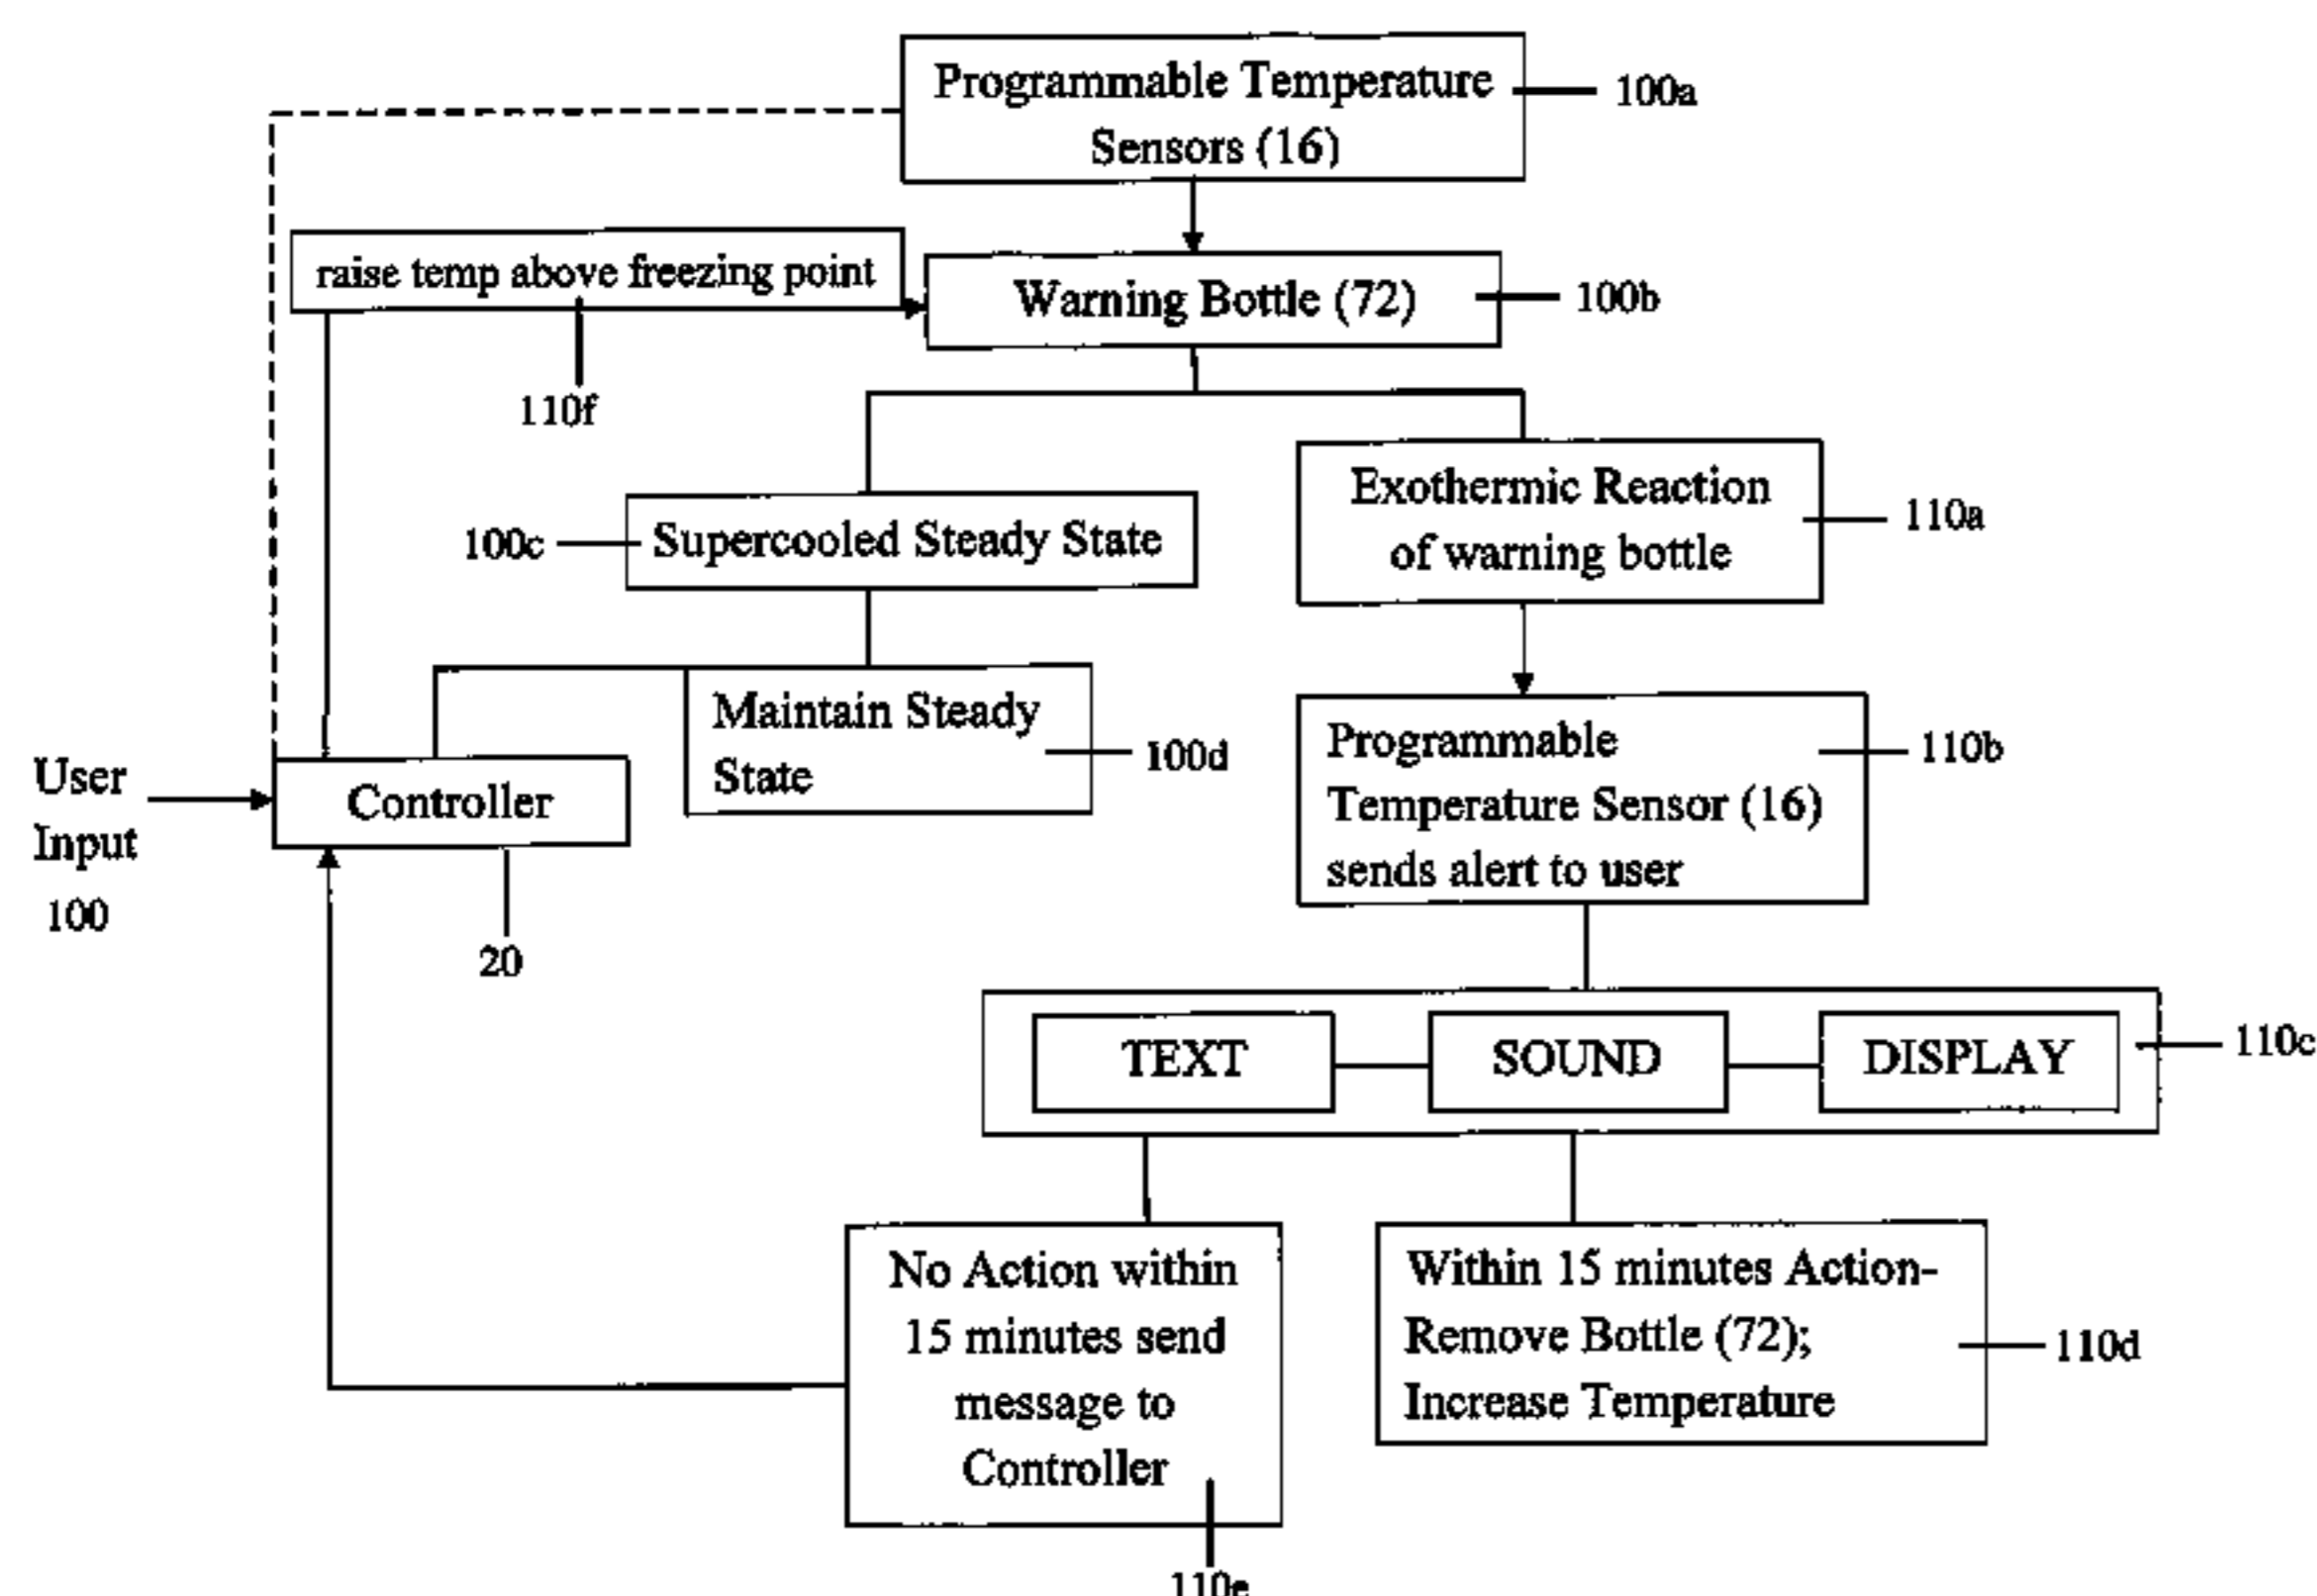 Programmable Temperature
Sensors (16)
100a
raise temp above freezing point
110f
Warning Bottle (72)
100b
Exothermic Reaction
of warning bottle
110a
100c
Supercooled Steady State
Maintain Steady
State
100d
User
Input
100
Controller
20
Programmable
Temperature Sensor (16)
sends alert to user
110b
TEXT
SOUND
DISPLAY
110c
No Action within
15 minutes send
message to
Controller
110e
Within 15 minutes Action-
Remove Bottle (72);
Increase Temperature
110d